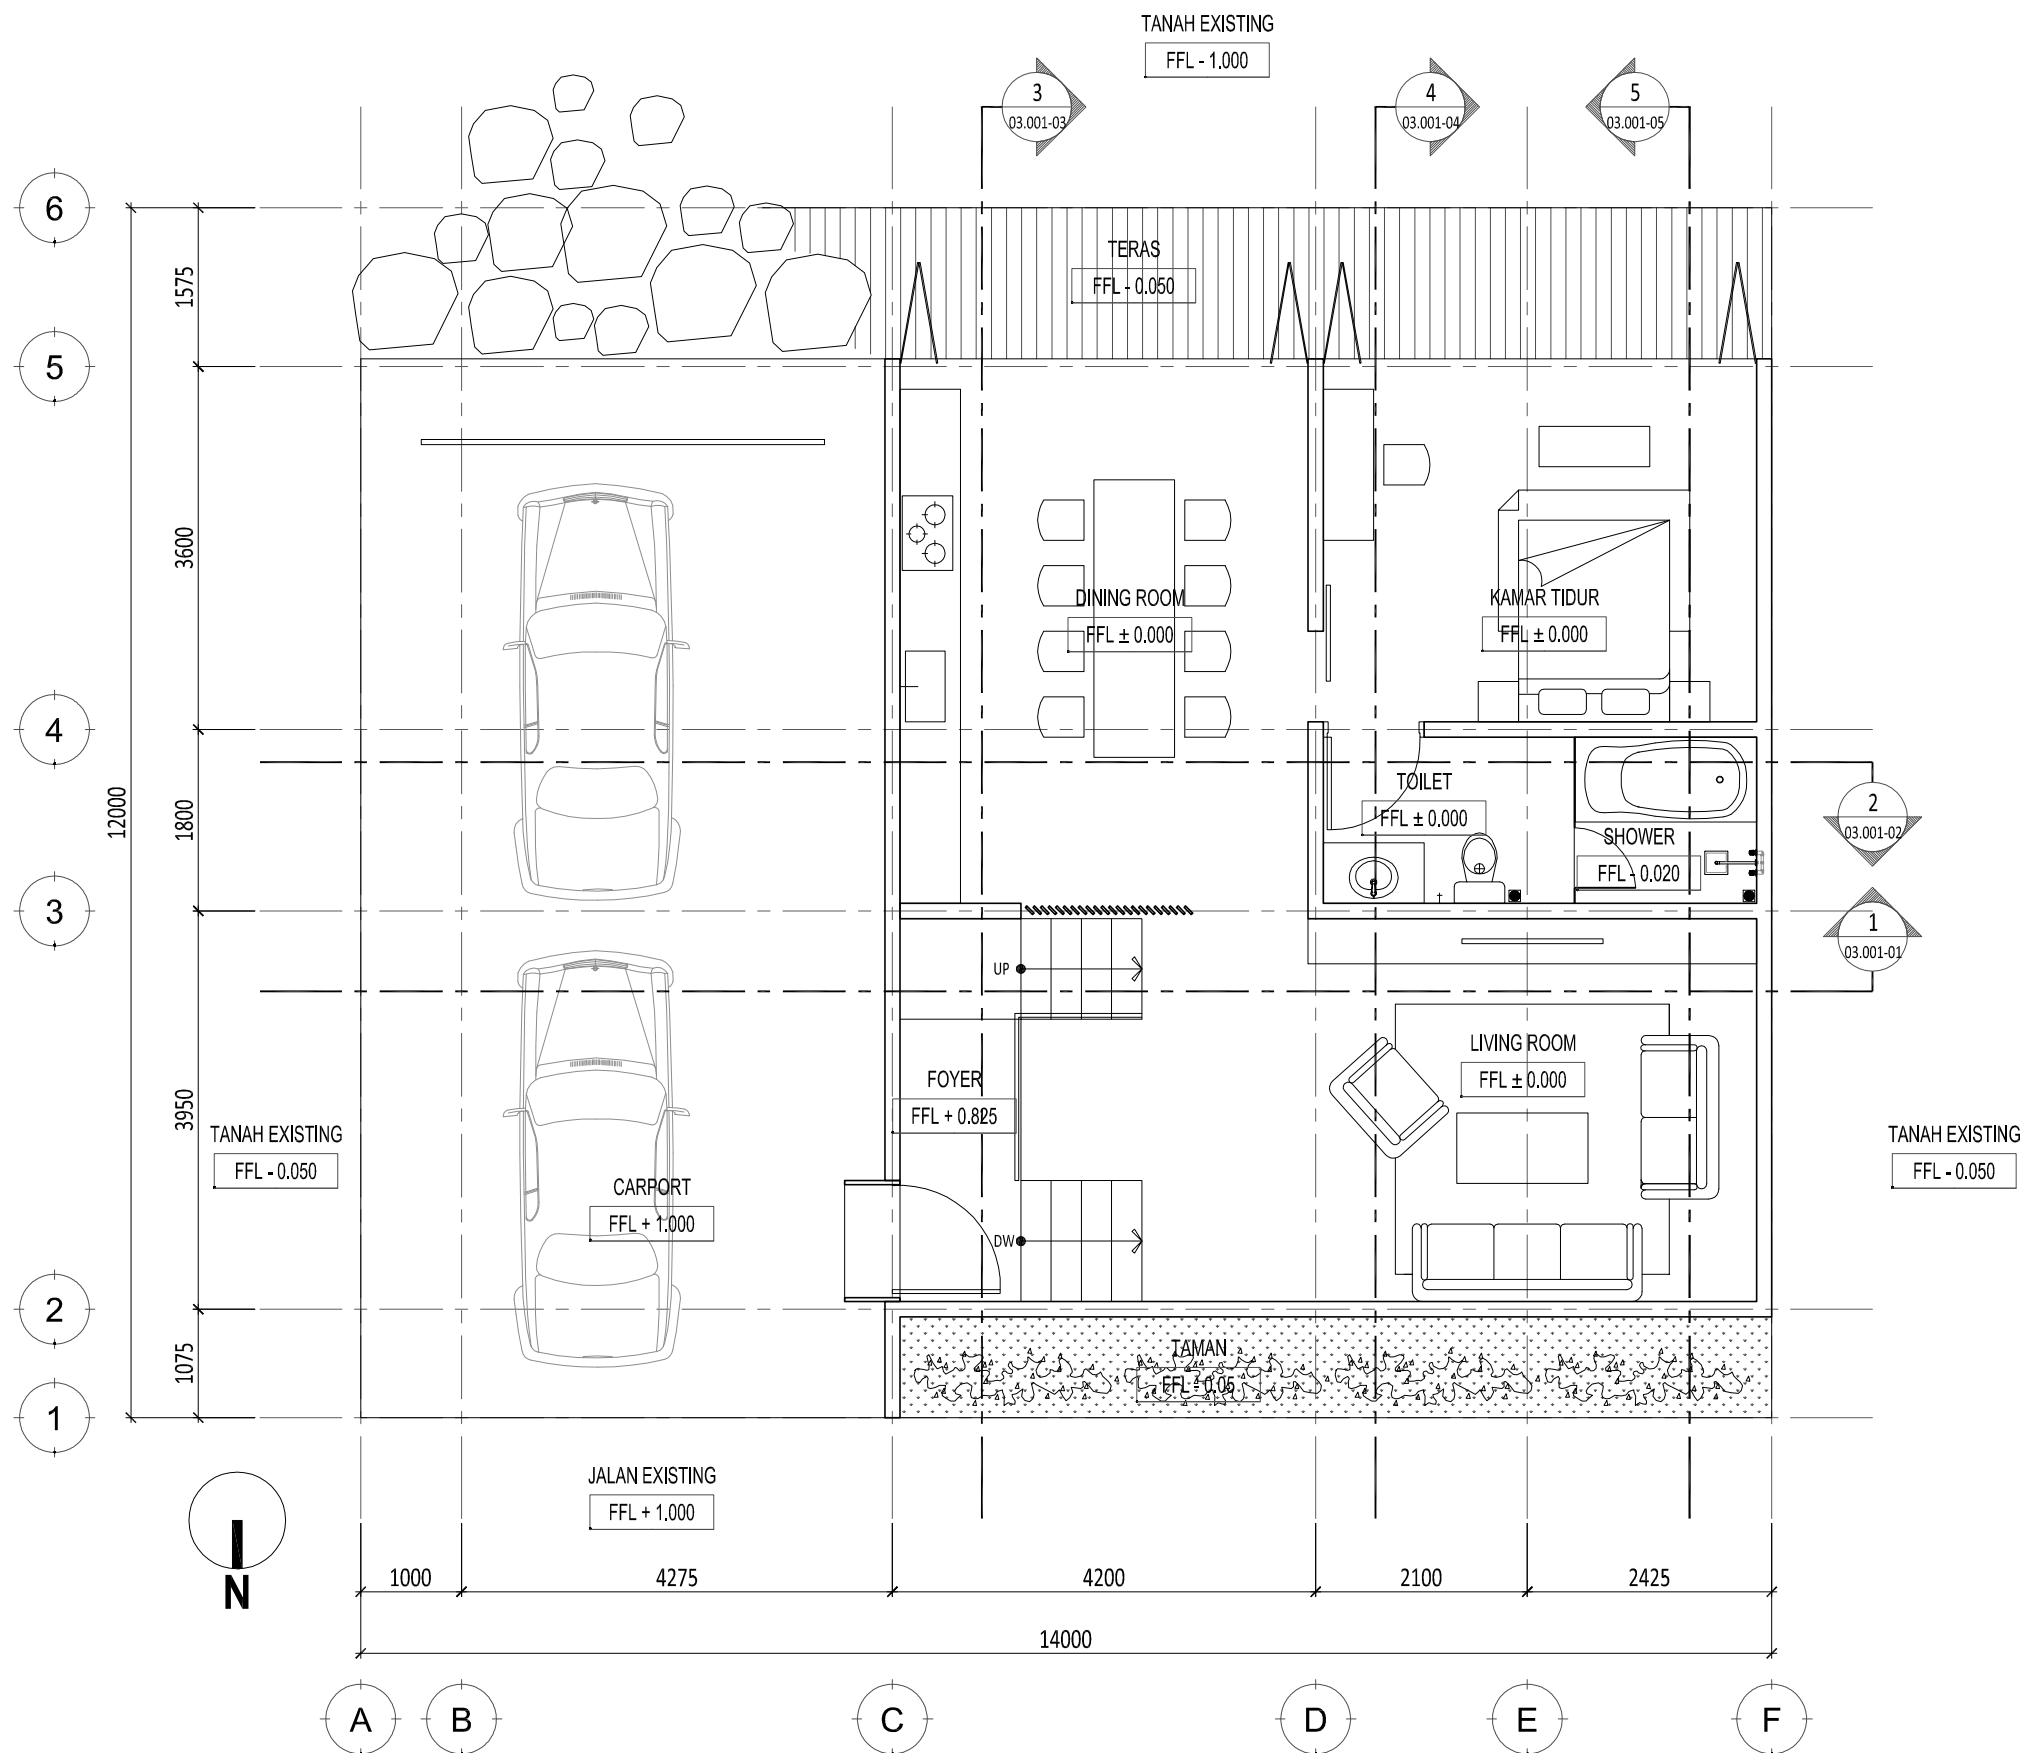 TANAH EXISTING
FFL - 1.000
3
03.001-03
4
03.001-04
5
03.001-05
6
1575
TERAS
FFL - 0.050
5
3600
DINING ROOM
FFL ± 0.000
KAMAR TIDUR
FFL ± 0.000
4
12000
1800
TOILET
FFL ± 0.000
SHOWER
FFL - 0.020
2
03.001-02
3
1
03.001-01
UP
3950
FOYER
FFL + 0.825
LIVING ROOM
FFL ± 0.000
TANAH EXISTING
FFL - 0.050
TANAH EXISTING
FFL - 0.050
CARPORT
FFL + 1.000
DW
2
1075
TAMAN
FFL - 0.05
1
JALAN EXISTING
FFL + 1.000
N
1000
4275
4200
2100
2425
14000
A
B
C
D
E
F